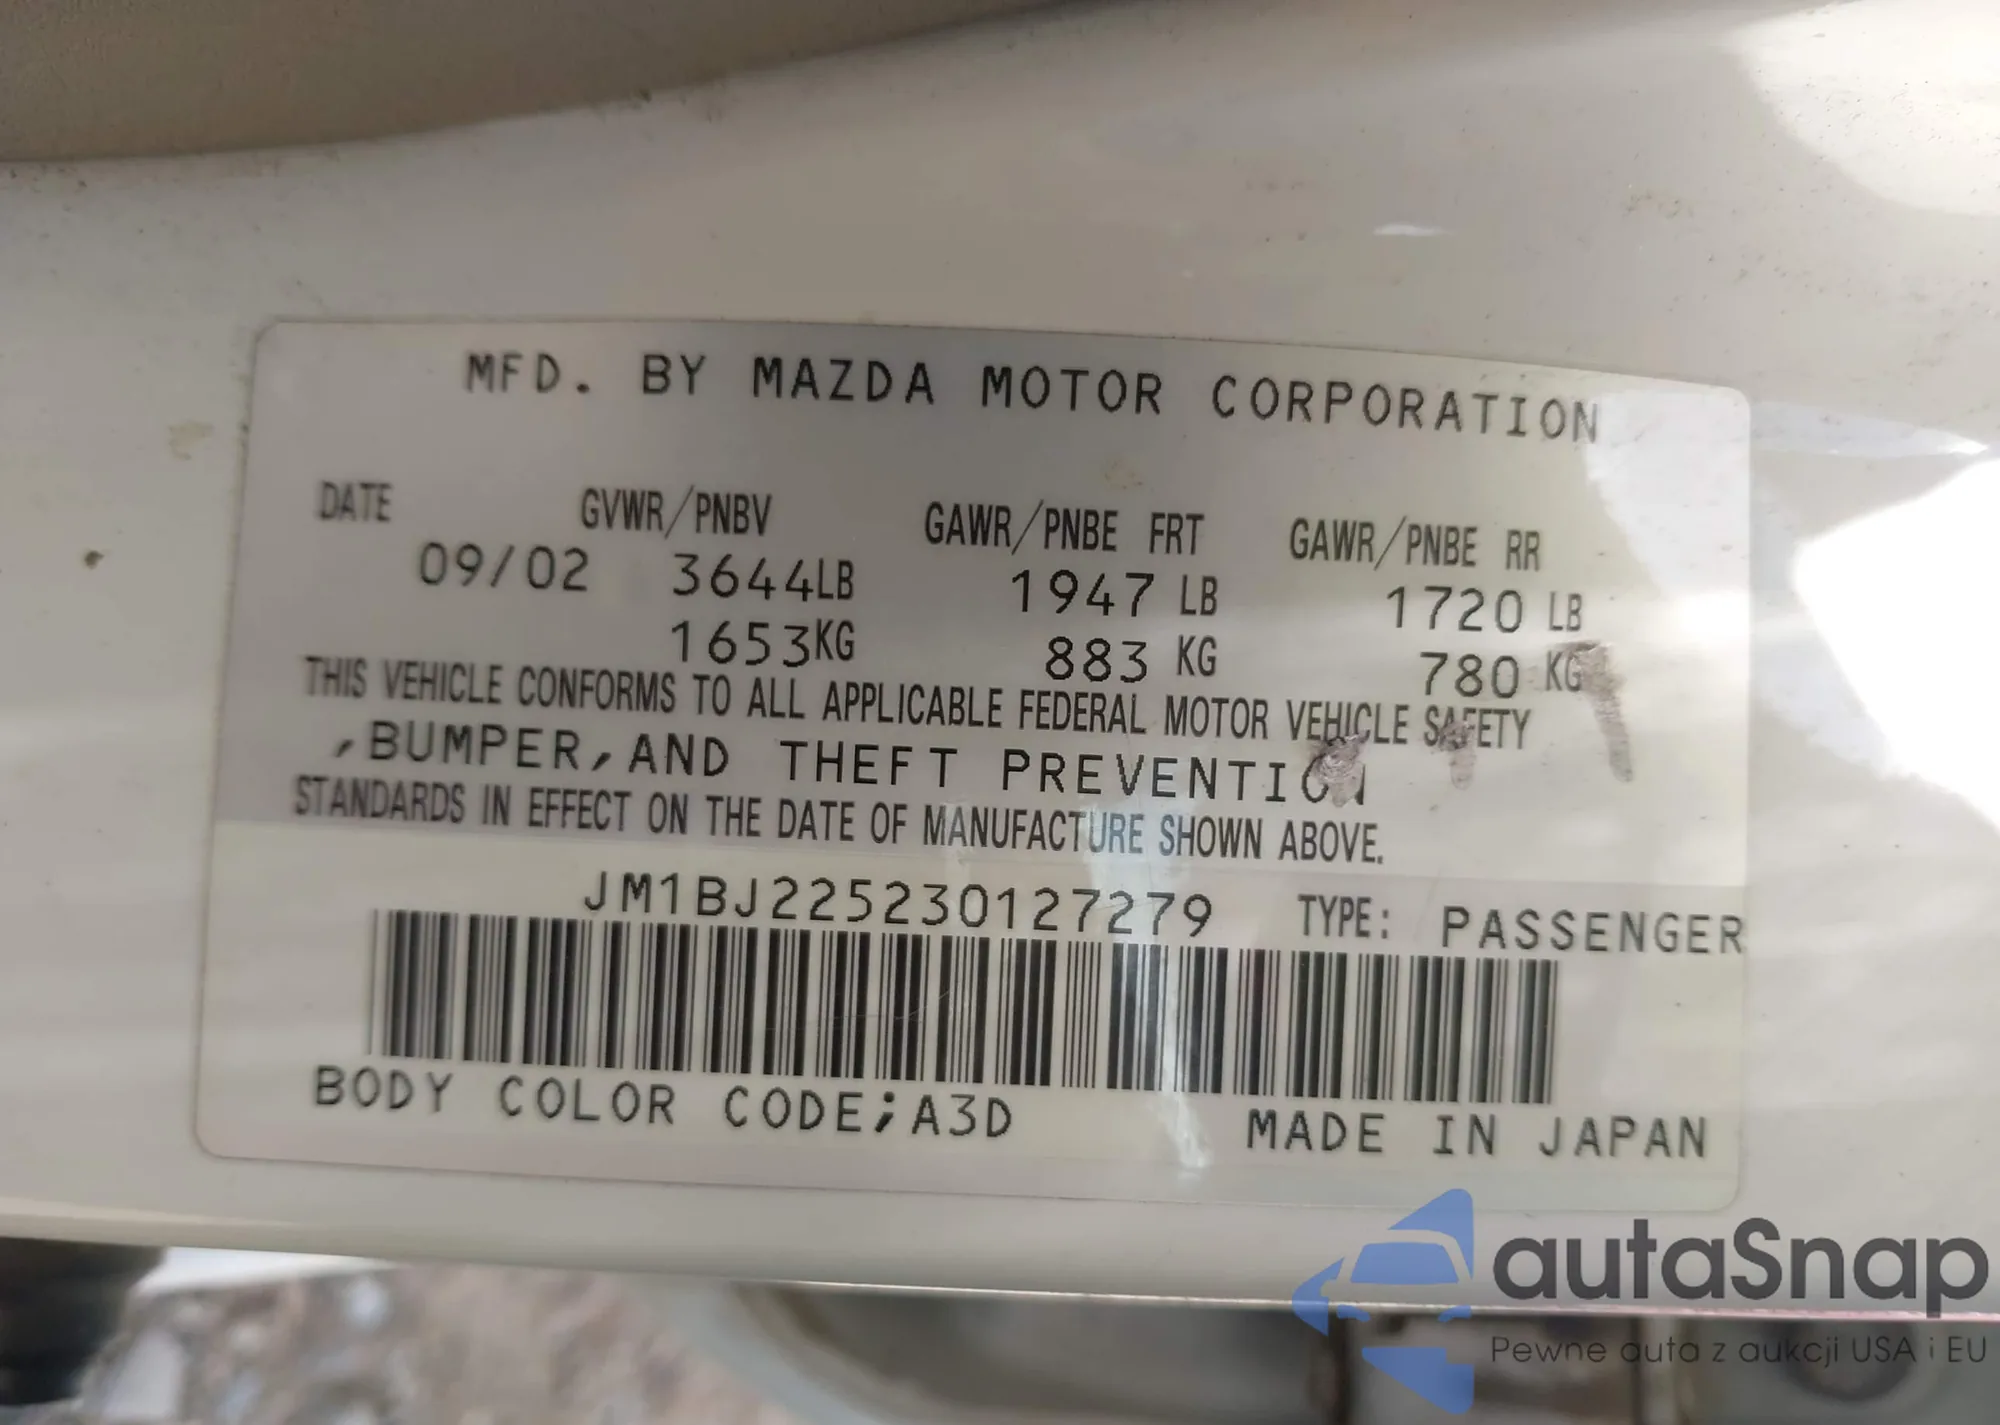 MFD. BY MAZDA MOTOR CORPORATION
DATE GVWR/PNBV GAWR/PNBE FRT GAWR/PNBE RR
09/02 3644LB 1947 LB 1720 LB
1653KG 883 KG 780 KG
THIS VEHICLE CONFORMS TO ALL APPLICABLE FEDERAL MOTOR VEHICLE SAFETY
,BUMPER,AND THEFT PREVENTION
STANDARDS IN EFFECT ON THE DATE OF MANUFACTURE SHOWN ABOVE.
JM1BJ225230127279 TYPE: PASSENGER
BODY COLOR CODE;A3D MADE IN JAPAN
autaSnap
Pewne auta z aukcji USA i EU